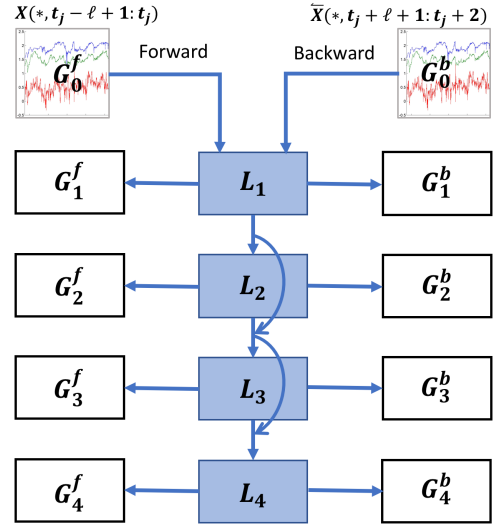 X(∗, t_j − ℓ + 1: t_j)
X⃖(∗, t_j + ℓ + 1: t_j + 2)
Forward
Backward
G_0^f
G_0^b
G_1^f
L_1
G_1^b
G_2^f
L_2
G_2^b
G_3^f
L_3
G_3^b
G_4^f
L_4
G_4^b